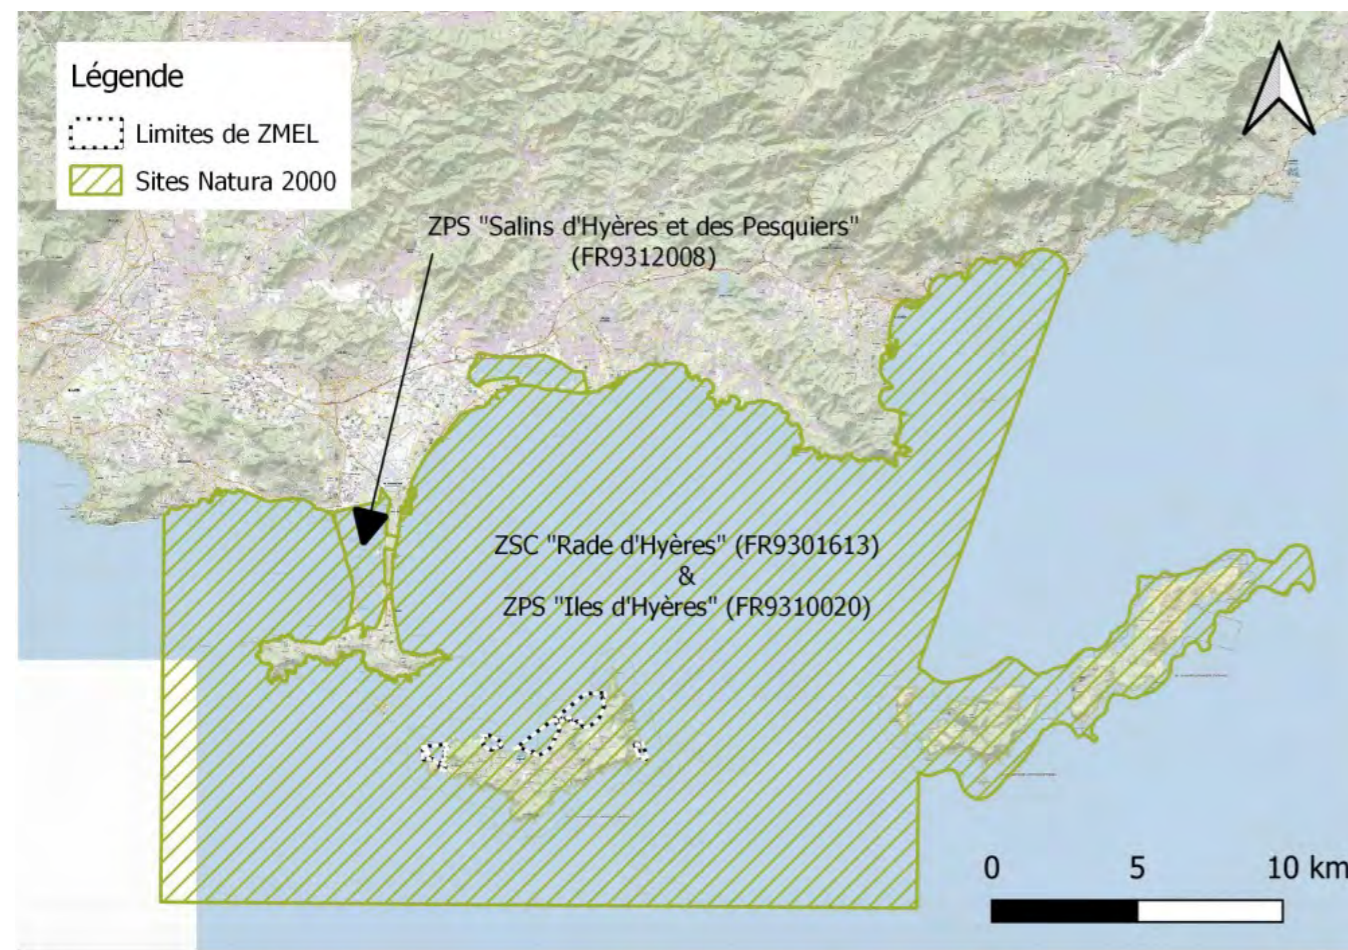 Légende
Limites de ZMEL
Sites Natura 2000
ZPS "Salins d'Hyères et des Pesquiers"
(FR9312008)
ZSC "Rade d'Hyères" (FR9301613)
&
ZPS "Iles d'Hyères" (FR9310020)
0 5 10 km